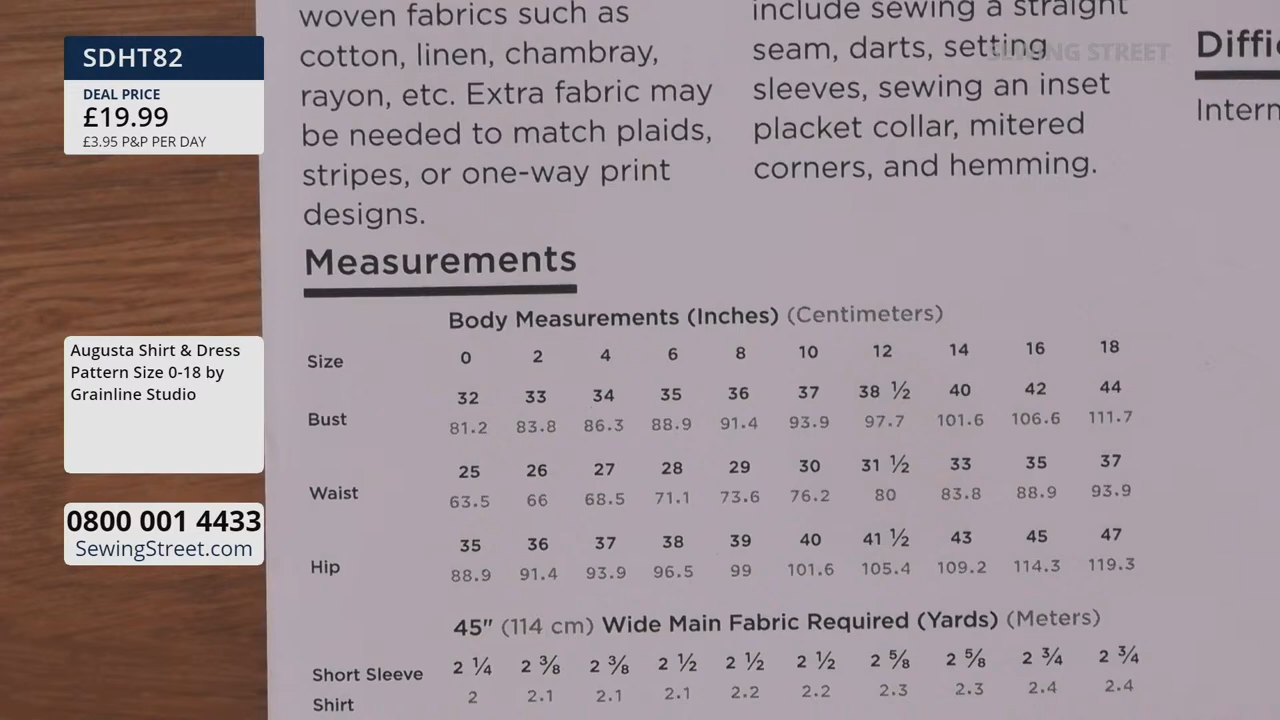 SDHT82
DEAL PRICE
£19.99
£3.95 P&P PER DAY
Augusta Shirt & Dress
Pattern Size 0-18 by
Grainline Studio
0800 001 4433
SewingStreet.com
SEWING STREET
woven fabrics such as
cotton, linen, chambray,
rayon, etc. Extra fabric may
be needed to match plaids,
stripes, or one-way print
designs.
include sewing a straight
seam, darts, setting
sleeves, sewing an inset
placket collar, mitered
corners, and hemming.
Measurements
Body Measurements (Inches) (Centimeters)
Size 0 2 4 6 8 10 12 14 16 18
Bust 32 33 34 35 36 37 38 ½ 40 42 44
81.2 83.8 86.3 88.9 91.4 93.9 97.7 101.6 106.6 111.7
Waist 25 26 27 28 29 30 31 ½ 33 35 37
63.5 66 68.5 71.1 73.6 76.2 80 83.8 88.9 93.9
Hip 35 36 37 38 39 40 41 ½ 43 45 47
88.9 91.4 93.9 96.5 99 101.6 105.4 109.2 114.3 119.3
45" (114 cm) Wide Main Fabric Required (Yards) (Meters)
Short Sleeve 2 ¼ 2 ⅜ 2 ⅜ 2 ½ 2 ½ 2 ½ 2 ⅝ 2 ⅝ 2 ¾ 2 ¾
Shirt 2 2.1 2.1 2.1 2.2 2.2 2.3 2.3 2.4 2.4